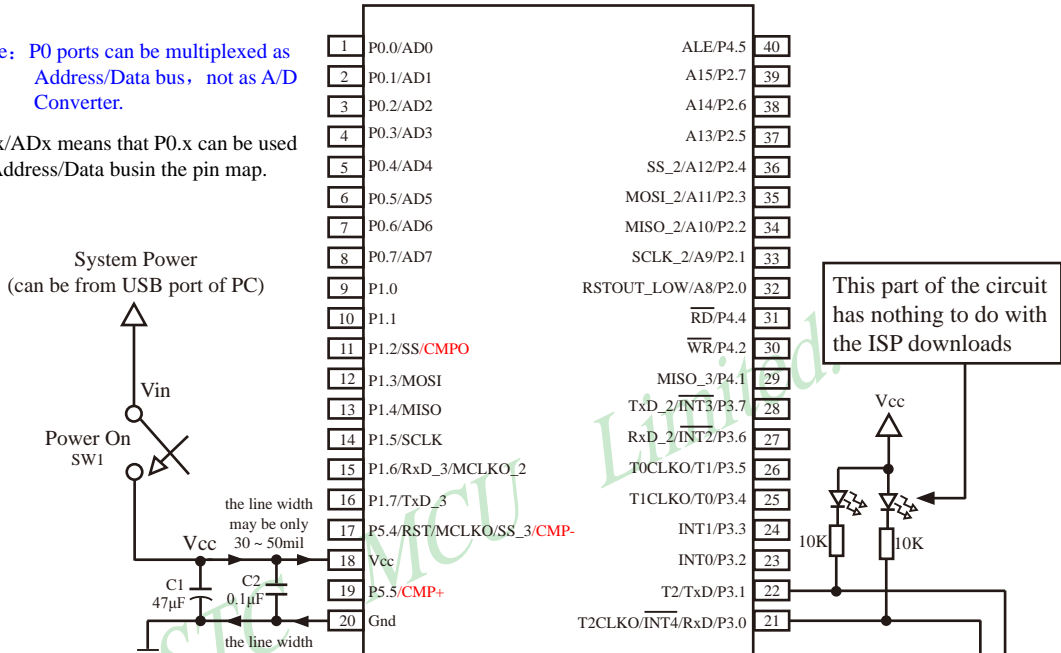 e：P0 ports can be multiplexed as
Address/Data bus，not as A/D
Converter.
x/ADx means that P0.x can be used
Address/Data busin the pin map.
System Power
(can be from USB port of PC)
Vin
Power On
SW1
the line width
may be only
30 ~ 50mil
Vcc
C1
47μF
C2
0.1μF
the line width
1 P0.0/AD0
2 P0.1/AD1
3 P0.2/AD2
4 P0.3/AD3
5 P0.4/AD4
6 P0.5/AD5
7 P0.6/AD6
8 P0.7/AD7
9 P1.0
10 P1.1
11 P1.2/SS/CMPO
12 P1.3/MOSI
13 P1.4/MISO
14 P1.5/SCLK
15 P1.6/RxD_3/MCLKO_2
16 P1.7/TxD_3
17 P5.4/RST/MCLKO/SS_3/CMP-
18 Vcc
19 P5.5/CMP+
20 Gnd
ALE/P4.5 40
A15/P2.7 39
A14/P2.6 38
A13/P2.5 37
SS_2/A12/P2.4 36
MOSI_2/A11/P2.3 35
MISO_2/A10/P2.2 34
SCLK_2/A9/P2.1 33
RSTOUT_LOW/A8/P2.0 32
RD/P4.4 31
WR/P4.2 30
MISO_3/P4.1 29
TxD_2/INT3/P3.7 28
RxD_2/INT2/P3.6 27
T0CLKO/T1/P3.5 26
T1CLKO/T0/P3.4 25
INT1/P3.3 24
INT0/P3.2 23
T2/TxD/P3.1 22
T2CLKO/INT4/RxD/P3.0 21
This part of the circuit
has nothing to do with
the ISP downloads
Vcc
10K
10K
STC MCU Limited.